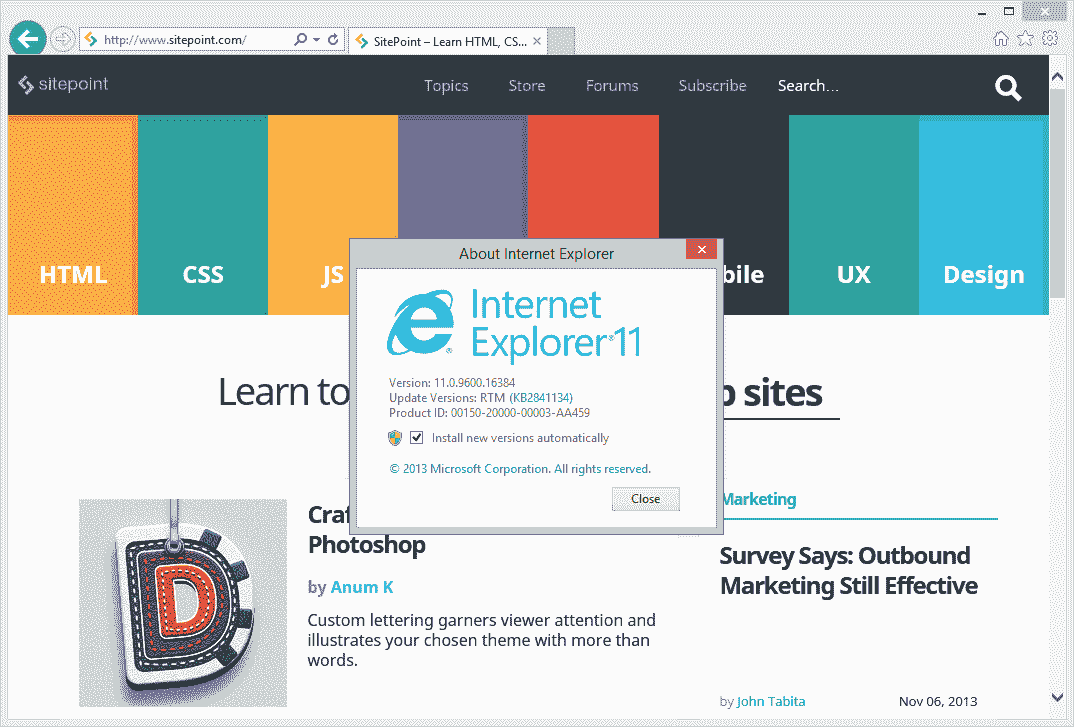 http://www.sitepoint.com/
SitePoint – Learn HTML, CS...
sitepoint
Topics Store Forums Subscribe Search...
HTML CSS JS bile UX Design
About Internet Explorer
Internet
Explorer®11
Version: 11.0.9600.16384
Update Versions: RTM (KB2841134)
Product ID: 00150-20000-00003-AA459
Install new versions automatically
© 2013 Microsoft Corporation. All rights reserved.
Close
Learn to sites
D
Craf
Photoshop
by Anum K
Custom lettering garners viewer attention and
illustrates your chosen theme with more than
words.
Marketing
Survey Says: Outbound
Marketing Still Effective
by John Tabita Nov 06, 2013